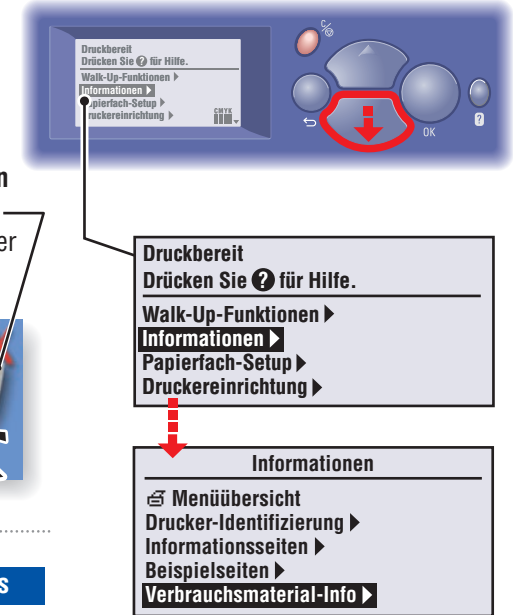 Druckbereit
Drücken Sie ? für Hilfe.
Walk-Up-Funktionen
Informationen
Papierfach-Setup
Druckereinrichtung
CMYK
C/
OK
?
n
er
Druckbereit
Drücken Sie ? für Hilfe.
Walk-Up-Funktionen
Informationen
Papierfach-Setup
Druckereinrichtung
Informationen
Menüübersicht
Drucker-Identifizierung
Informationsseiten
Beispielseiten
Verbrauchsmaterial-Info
S